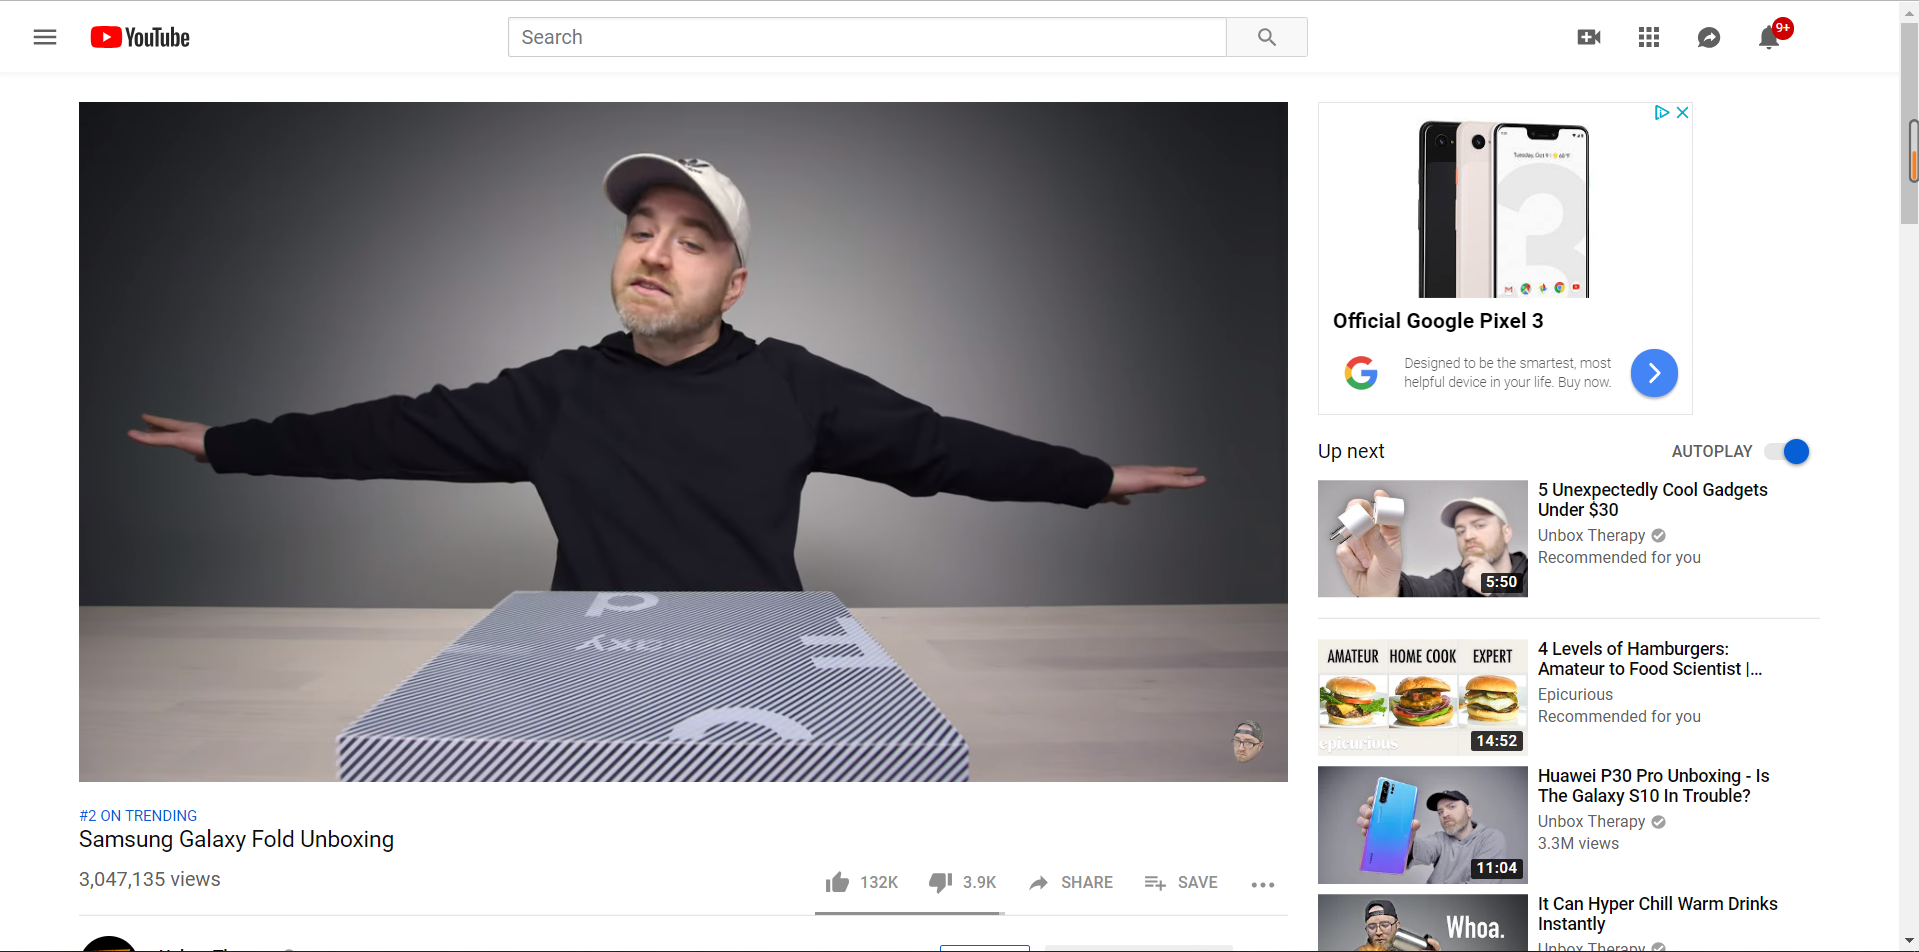 YouTube
Search
9+
Official Google Pixel 3
Designed to be the smartest, most
helpful device in your life. Buy now.
#2 ON TRENDING
Samsung Galaxy Fold Unboxing
3,047,135 views
132K
3.9K
SHARE
SAVE
Up next
AUTOPLAY
5:50
5 Unexpectedly Cool Gadgets
Under $30
Unbox Therapy
Recommended for you
AMATEUR HOME COOK EXPERT
epicurious
14:52
4 Levels of Hamburgers:
Amateur to Food Scientist |...
Epicurious
Recommended for you
11:04
Huawei P30 Pro Unboxing - Is
The Galaxy S10 In Trouble?
Unbox Therapy
3.3M views
Whoa.
It Can Hyper Chill Warm Drinks
Instantly
Unbox Therapy